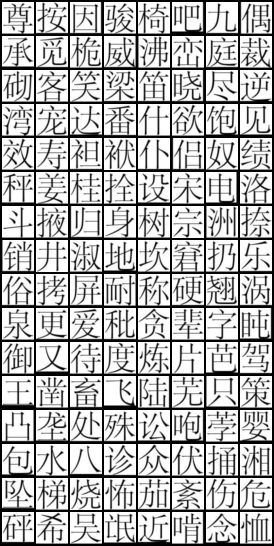 尊按因骏椅吧九偶
承觅桅威沸峦庭裁
砌客笑梁笛晓尽逆
湾宠达番什欲饱见
效寿袒袱仆侣奴绩
秤姜桂拴设宋电洛
斗掖归身树宗洲捺
销井淑地坎窘扔乐
俗拷屏耐称硬翘涡
泉更爱秕贪辈字盹
御又待度炼片芭驾
王凿畜飞陆芜只策
凸垄处殊讼咆荸婴
包水八诊众伏捅湘
坠梯烧怖茄紊伤危
砰希吴氓近啃念恤